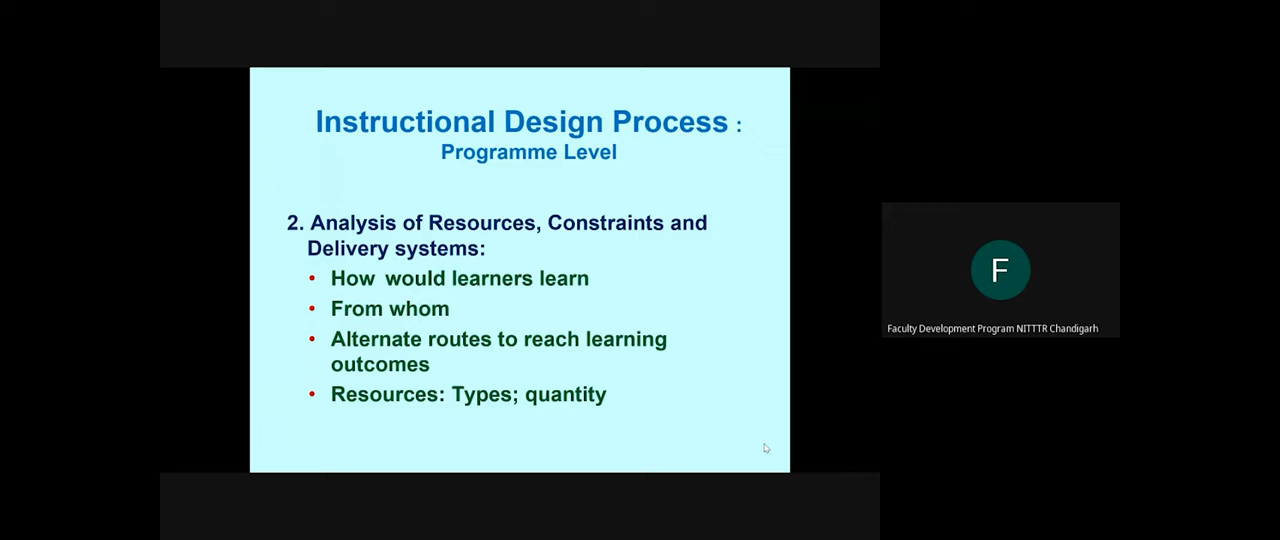 Instructional Design Process :
Programme Level
2. Analysis of Resources, Constraints and
Delivery systems:
• How would learners learn
• From whom
• Alternate routes to reach learning
outcomes
• Resources: Types; quantity
F
Faculty Development Program NITTTR Chandigarh